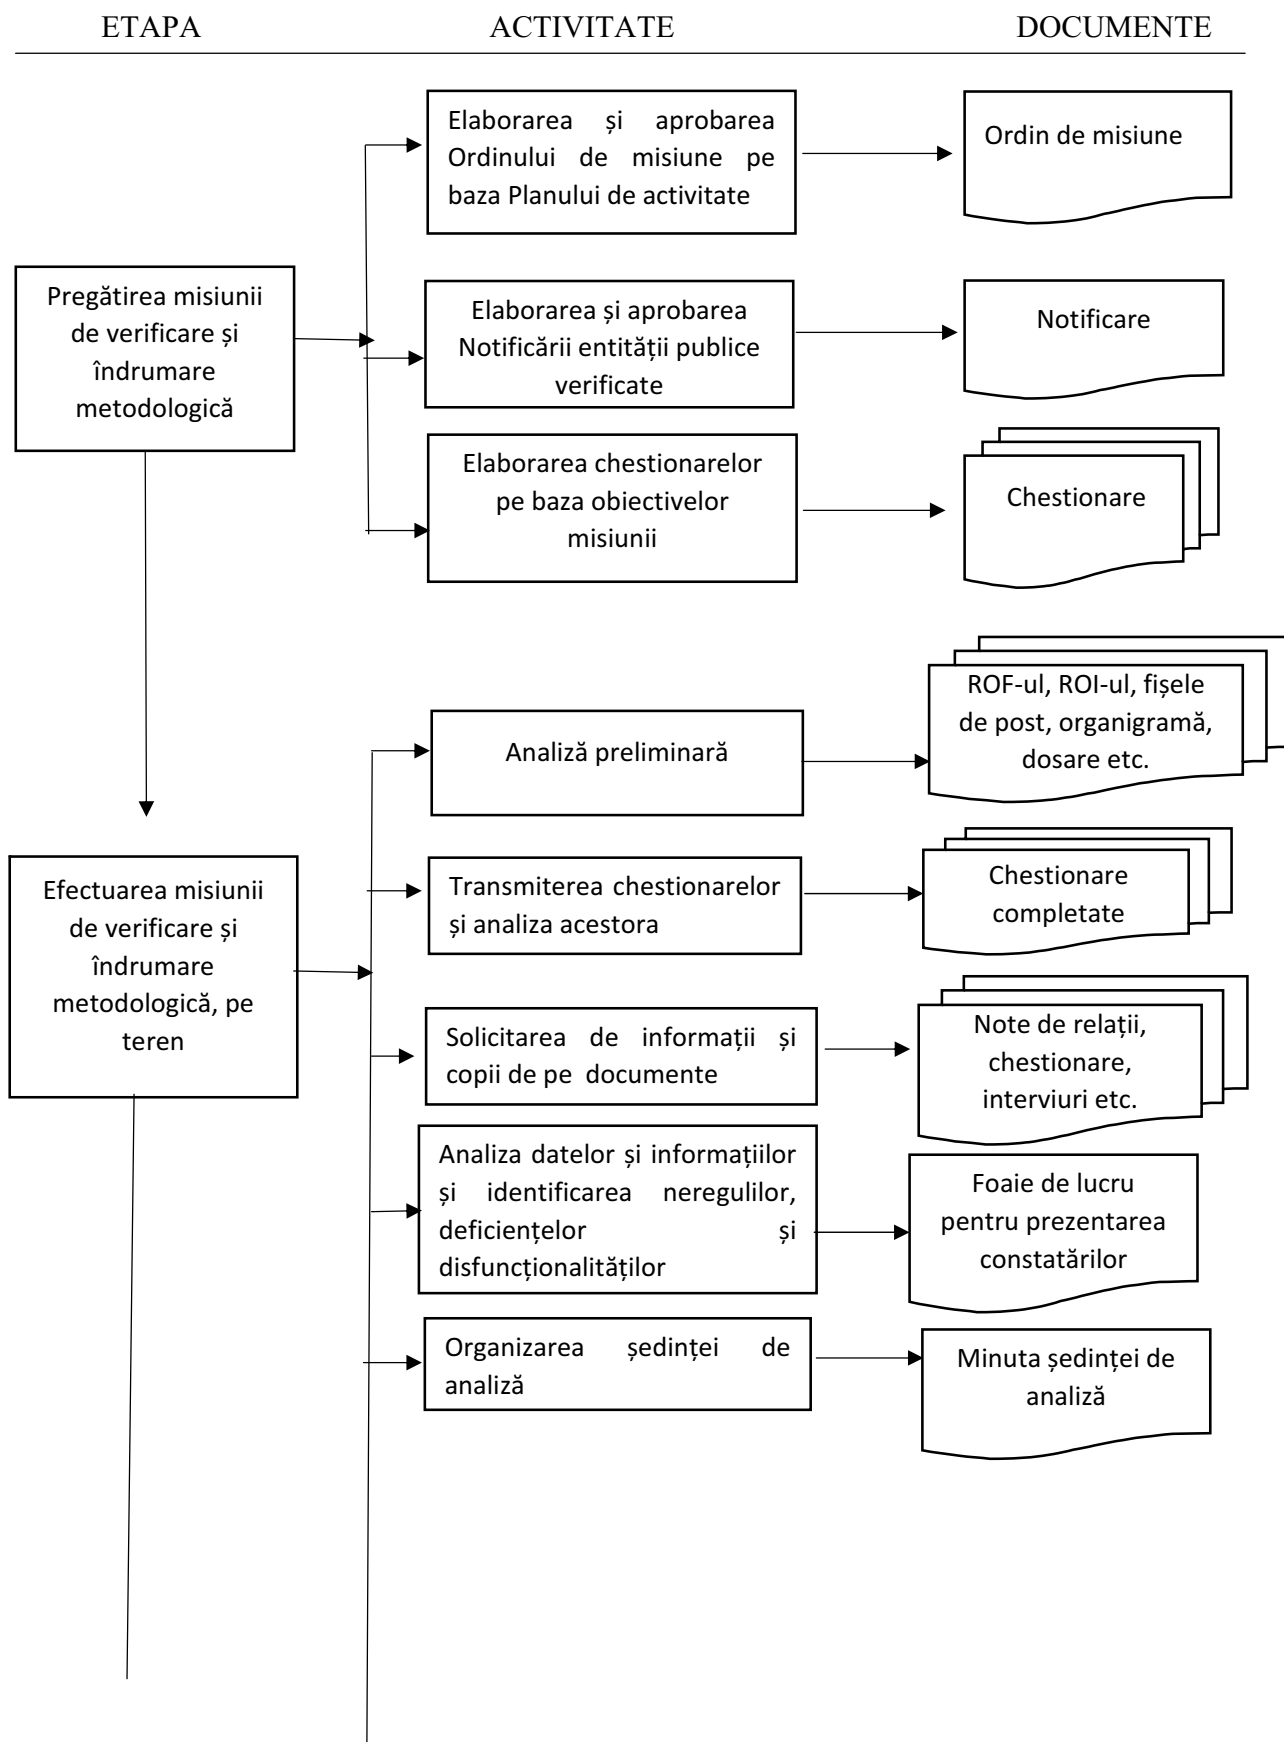 ETAPA ACTIVITATE DOCUMENTE
Elaborarea și aprobarea
Ordinului de misiune pe
baza Planului de activitate
Ordin de misiune
Pregătirea misiunii
de verificare și
îndrumare
metodologică
Elaborarea și aprobarea
Notificării entității publice
verificate
Notificare
Elaborarea chestionarelor
pe baza obiectivelor
misiunii
Chestionare
Analiză preliminară
ROF-ul, ROI-ul, fișele
de post, organigramă,
dosare etc.
Efectuarea misiunii
de verificare și
îndrumare
metodologică, pe
teren
Transmiterea chestionarelor
și analiza acestora
Chestionare
completate
Solicitarea de informații și
copii de pe documente
Note de relații,
chestionare,
interviuri etc.
Analiza datelor și informațiilor
și identificarea neregulilor,
deficiențelor și
disfuncționalităților
Foaie de lucru
pentru prezentarea
constatărilor
Organizarea ședinței de
analiză
Minuta ședinței de
analiză